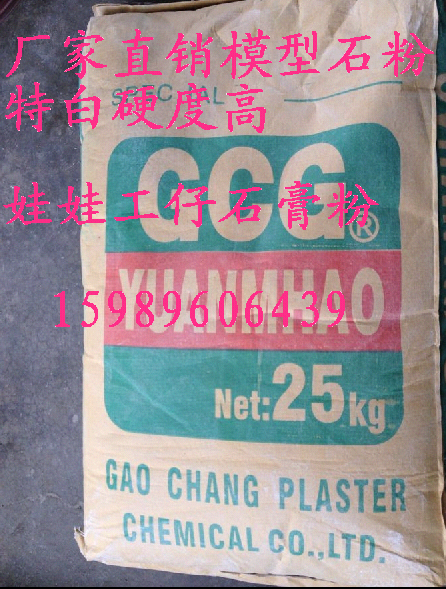 厂家直销模型石粉
SPECIAL
特白硬度高
GCG®
娃娃工仔石膏粉
YUANMHAO
15989606439
Net:25kg
GAO CHANG PLASTER
CHEMICAL CO.,LTD.